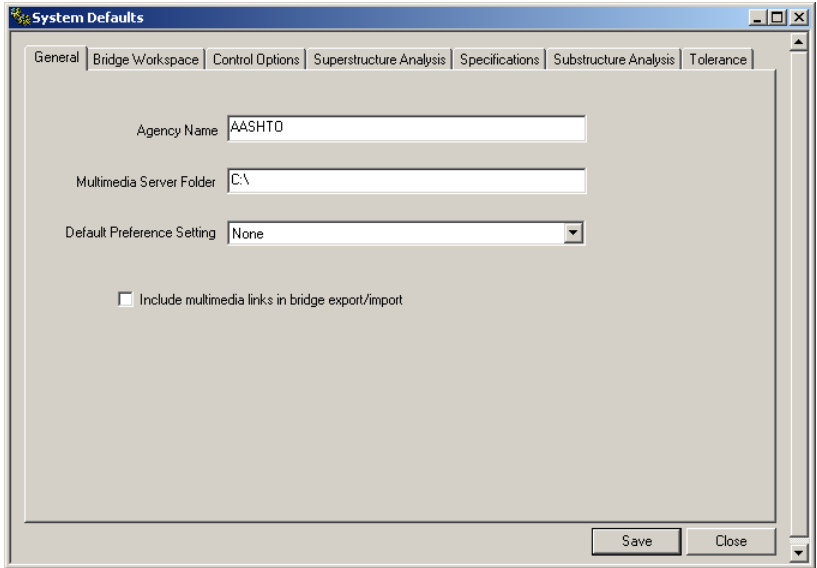 System Defaults
General Bridge Workspace Control Options Superstructure Analysis Specifications Substructure Analysis Tolerance
Agency Name AASHTO
Multimedia Server Folder C:\
Default Preference Setting None
Include multimedia links in bridge export/import
Save Close